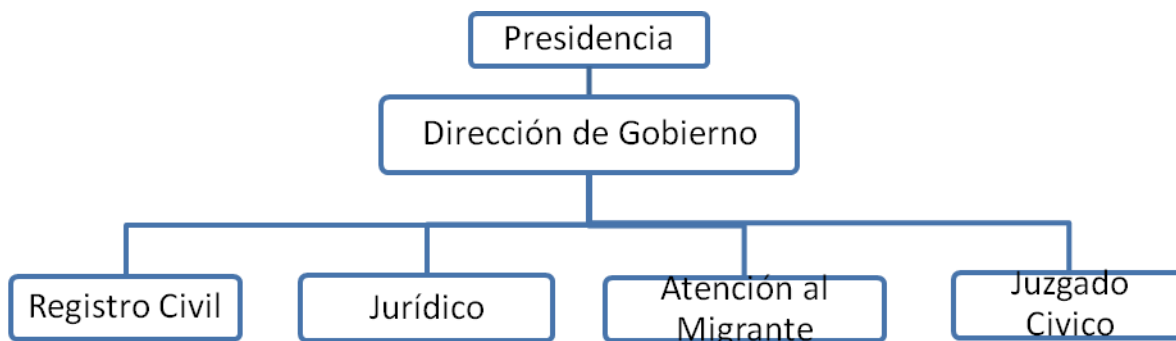 Presidencia
Dirección de Gobierno
Registro Civil
Jurídico
Atención al
Migrante
Juzgado
Civico